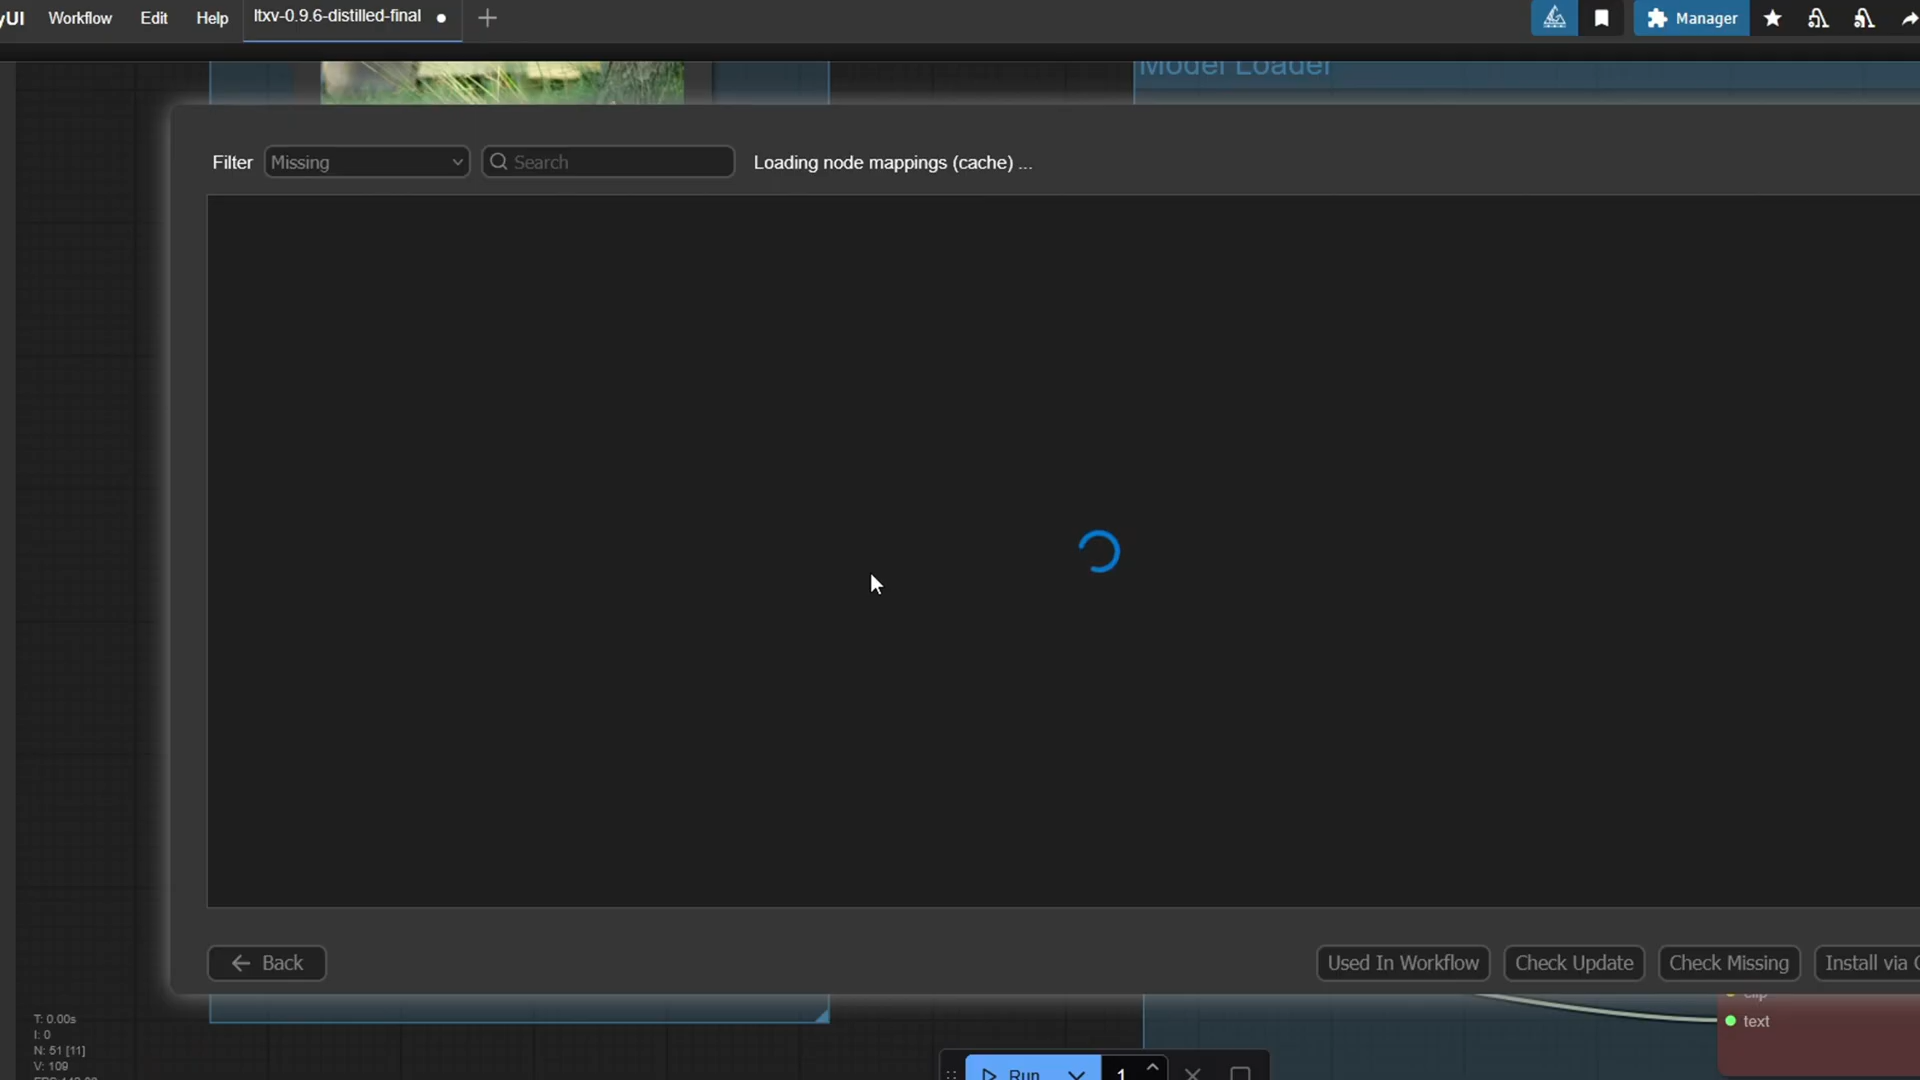 yUI Workflow Edit Help ltxv-0.9.6-distilled-final Manager
Model Loader
Filter Missing Search Loading node mappings (cache) ...
Back Used In Workflow Check Update Check Missing Install via
clip
text
T: 0.00s
I: 0
N: 51 [11]
V: 109
Run 1